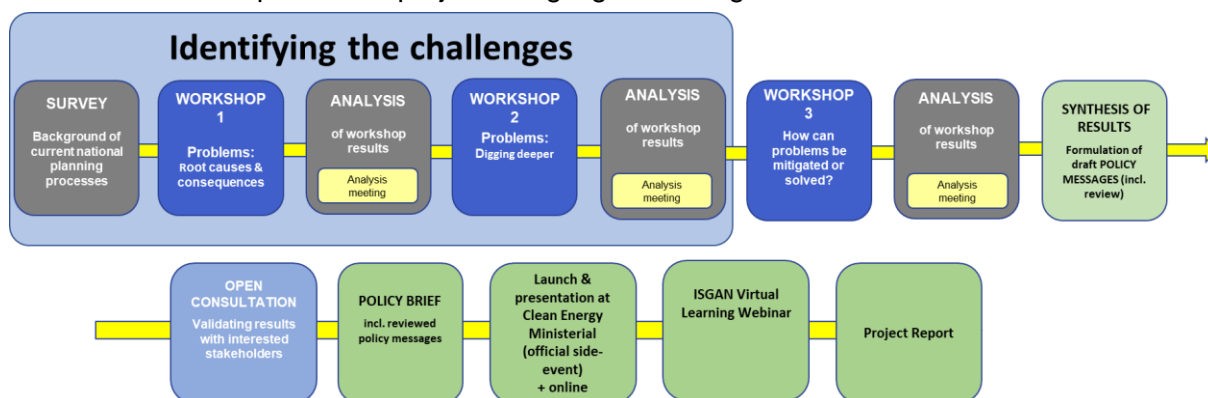 Identifying the challenges
SURVEY
Background of
current national
planning
processes
WORKSHOP
1
Problems:
Root causes &
consequences
ANALYSIS
of workshop
results
Analysis
meeting
WORKSHOP
2
Problems:
Digging deeper
ANALYSIS
of workshop
results
Analysis
meeting
WORKSHOP
3
How can
problems be
mitigated or
solved?
ANALYSIS
of workshop
results
Analysis
meeting
SYNTHESIS OF
RESULTS
Formulation of
draft POLICY
MESSAGES (incl.
review)
OPEN
CONSULTATION
Validating results
with interested
stakeholders
POLICY BRIEF
incl. reviewed
policy messages
Launch &
presentation at
Clean Energy
Ministerial
(official side-
event)
+ online
ISGAN Virtual
Learning Webinar
Project Report